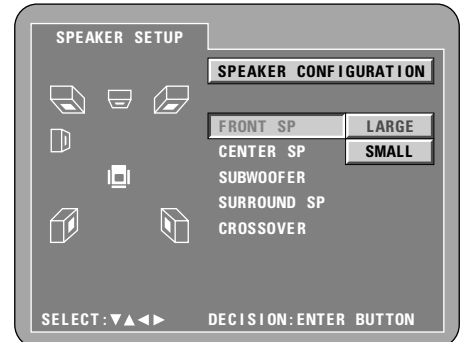 SPEAKER SETUP
SPEAKER CONFIGURATION
FRONT SP LARGE
CENTER SP SMALL
SUBWOOFER
SURROUND SP
CROSSOVER
SELECT:▼▲◄► DECISION:ENTER BUTTON